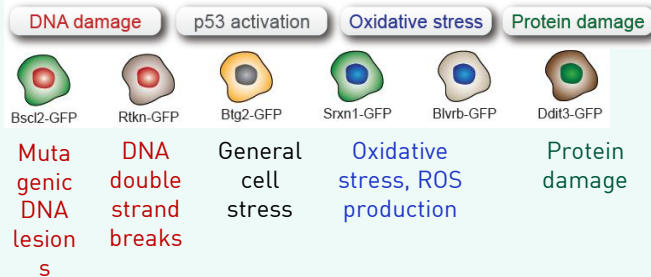 DNA damage
p53 activation
Oxidative stress
Protein damage
Bscl2-GFP
Rtkn-GFP
Btg2-GFP
Srxn1-GFP
Blvrb-GFP
Ddit3-GFP
Muta
genic
DNA
lesion
s
DNA
double
strand
breaks
General
cell
stress
Oxidative
stress, ROS
production
Protein
damage